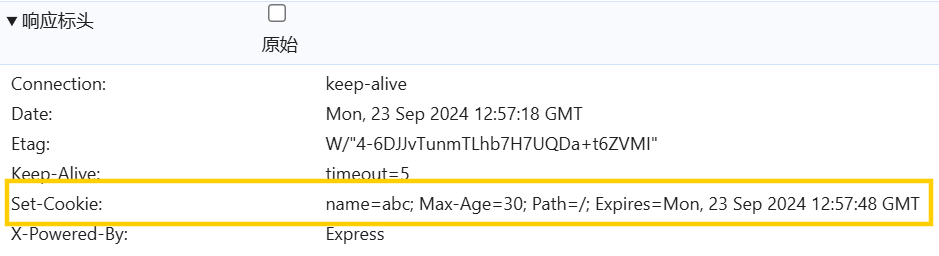 ▼ 响应标头
原始
Connection: keep-alive
Date: Mon, 23 Sep 2024 12:57:18 GMT
Etag: W/"4-6DJJvTunmTLhb7H7UQDa+t6ZVMI"
Keep-Alive: timeout=5
Set-Cookie: name=abc; Max-Age=30; Path=/; Expires=Mon, 23 Sep 2024 12:57:48 GMT
X-Powered-By: Express